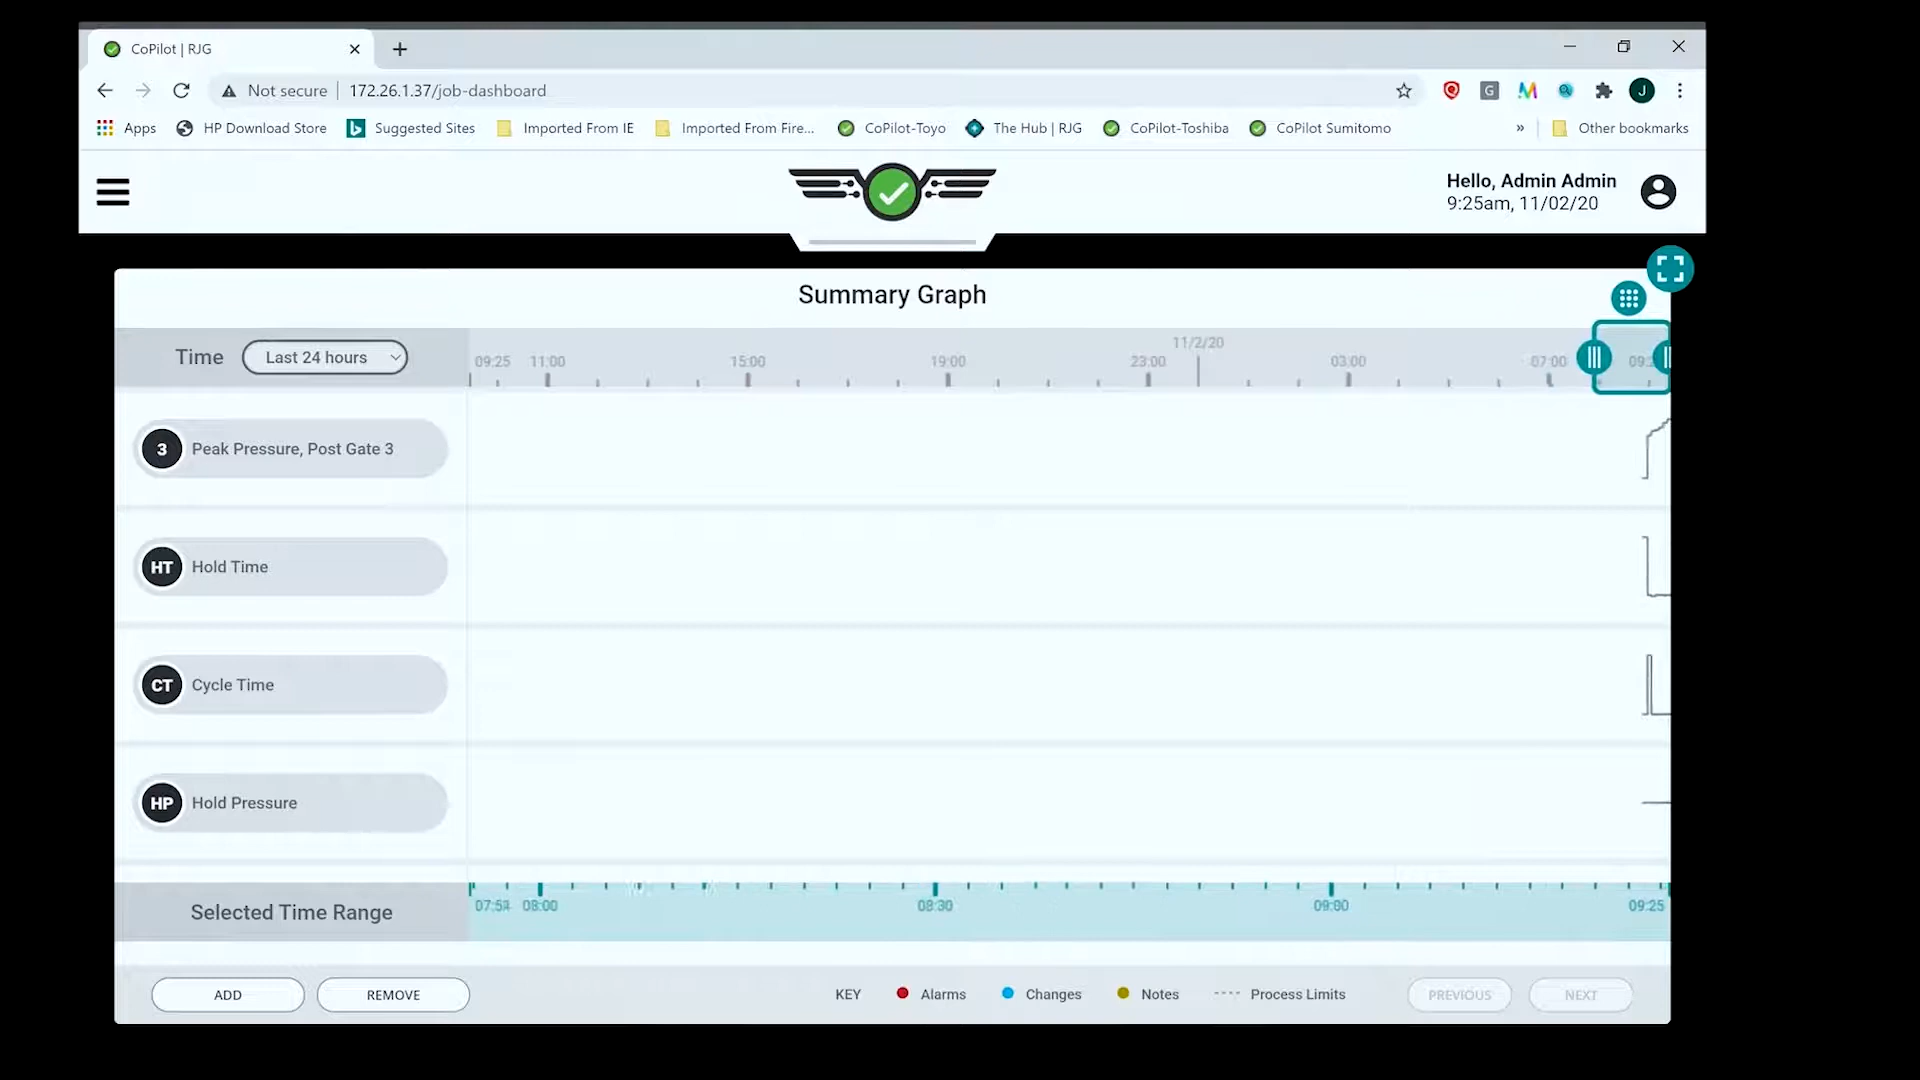 CoPilot | RJG
Not secure
172.26.1.37/job-dashboard
G
J
Apps
HP Download Store
Suggested Sites
Imported From IE
Imported From Fire...
CoPilot-Toyo
The Hub | RJG
CoPilot-Toshiba
CoPilot Sumitomo
»
Other bookmarks
Hello, Admin Admin
9:25am, 11/02/20
Summary Graph
Time
Last 24 hours
11/2/20
09:25 11:00 15:00 19:00 23:00 03:00 07:00
3 Peak Pressure, Post Gate 3
HT Hold Time
CT Cycle Time
HP Hold Pressure
Selected Time Range
08:00 08:30 09:00 09:25
ADD
REMOVE
KEY
Alarms
Changes
Notes
Process Limits
PREVIOUS
NEXT